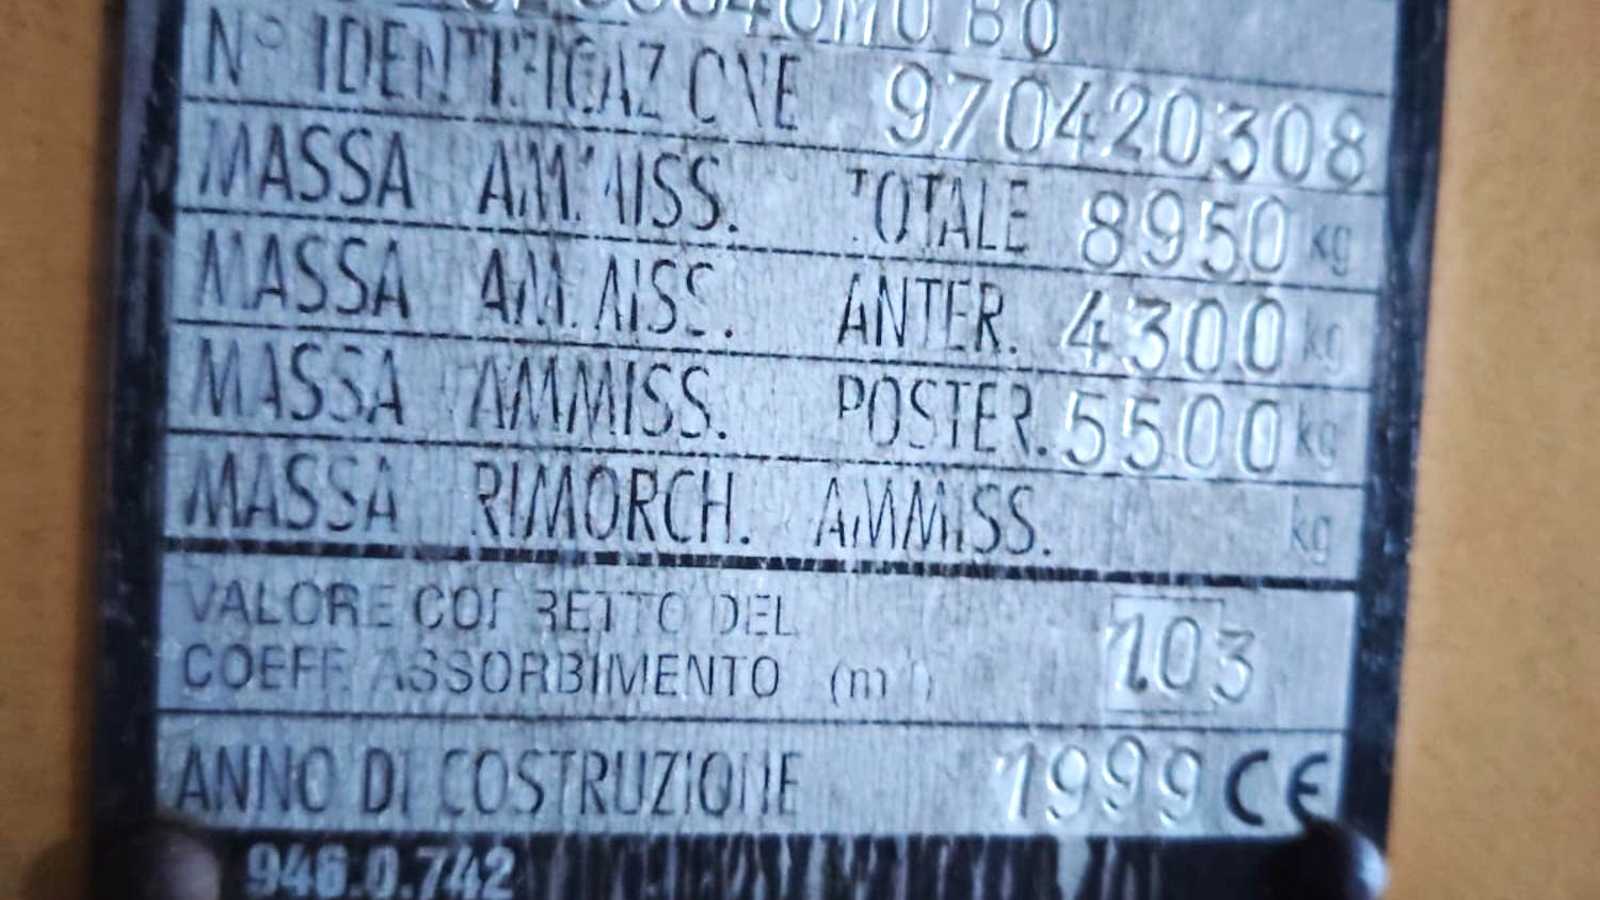 N° IDENTIFICAZIONE 970420308
MASSA AMMISS. TOTALE 8950 kg
MASSA AMMISS. ANTER. 4300 kg
MASSA AMMISS. POSTER. 5500 kg
MASSA RIMORCH. AMMISS. kg
VALORE CORRETTO DEL
COEFF. ASSORBIMENTO (m⁻¹) 1.03
ANNO DI COSTRUZIONE 1999 CE
946.0.742